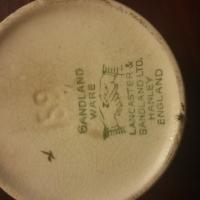 SANDLAND
WARE
LANCASTER &
SANDLAND LTD.
HANLEY
ENGLAND